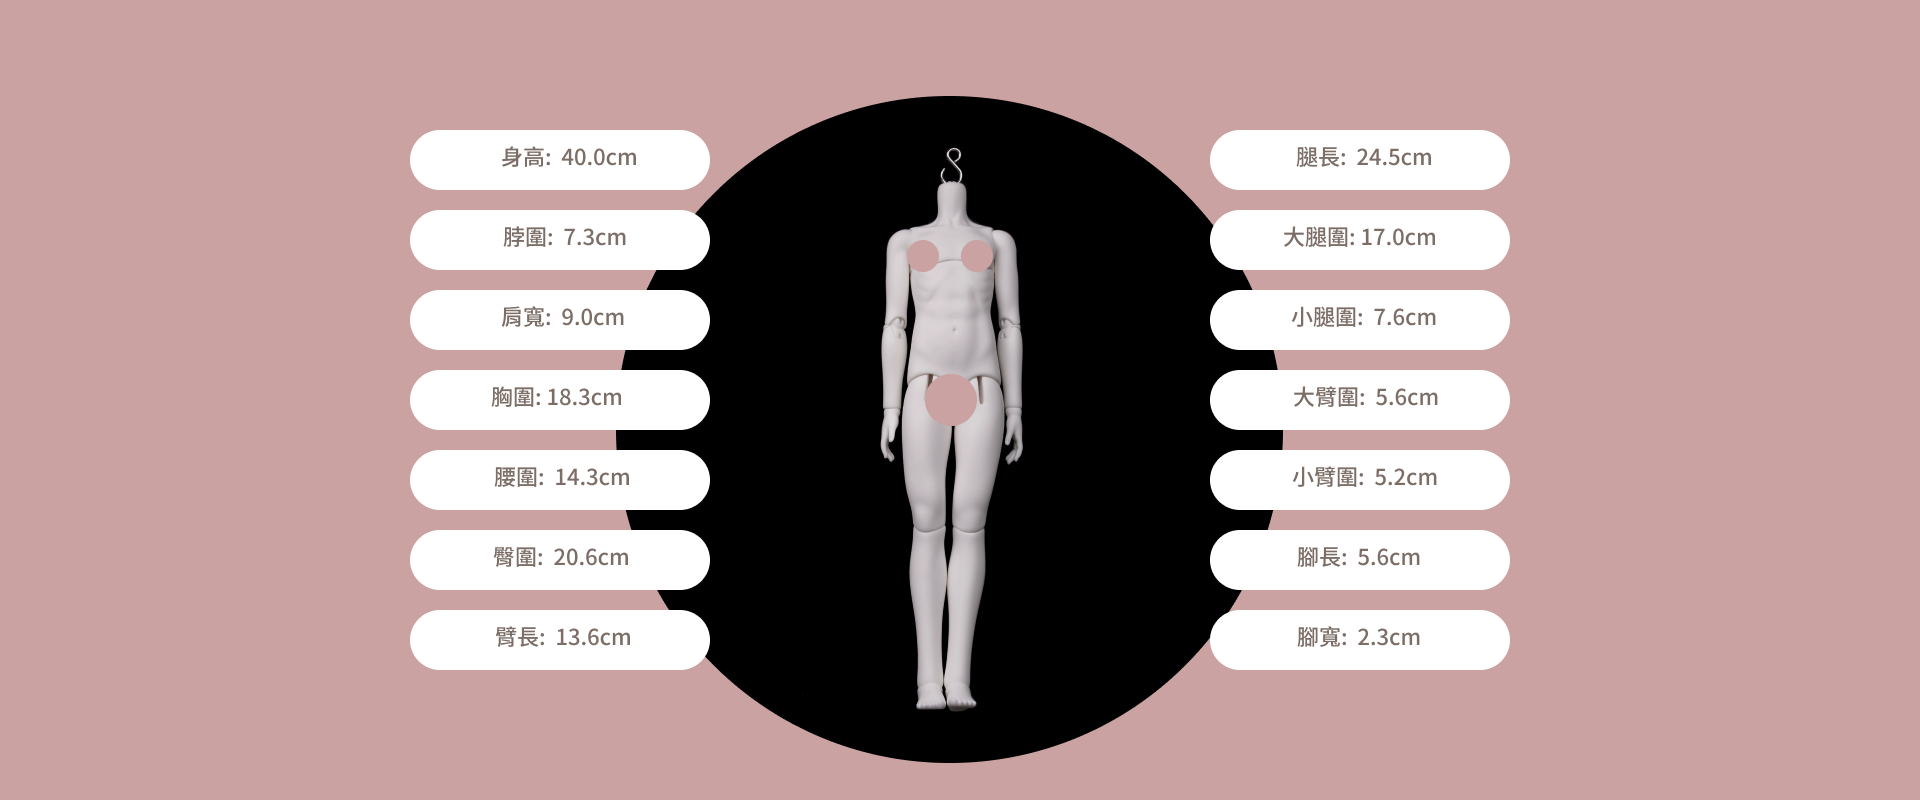 身高: 40.0cm
脖圍: 7.3cm
肩寬: 9.0cm
胸圍: 18.3cm
腰圍: 14.3cm
臀圍: 20.6cm
臂長: 13.6cm
腿長: 24.5cm
大腿圍: 17.0cm
小腿圍: 7.6cm
大臂圍: 5.6cm
小臂圍: 5.2cm
腳長: 5.6cm
腳寬: 2.3cm